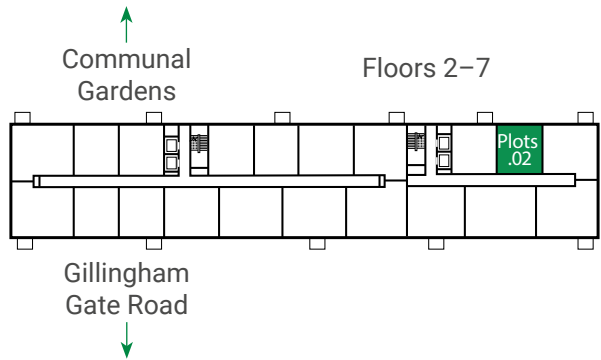 Communal
Gardens
Floors 2–7
Plots
.02
Gillingham
Gate Road